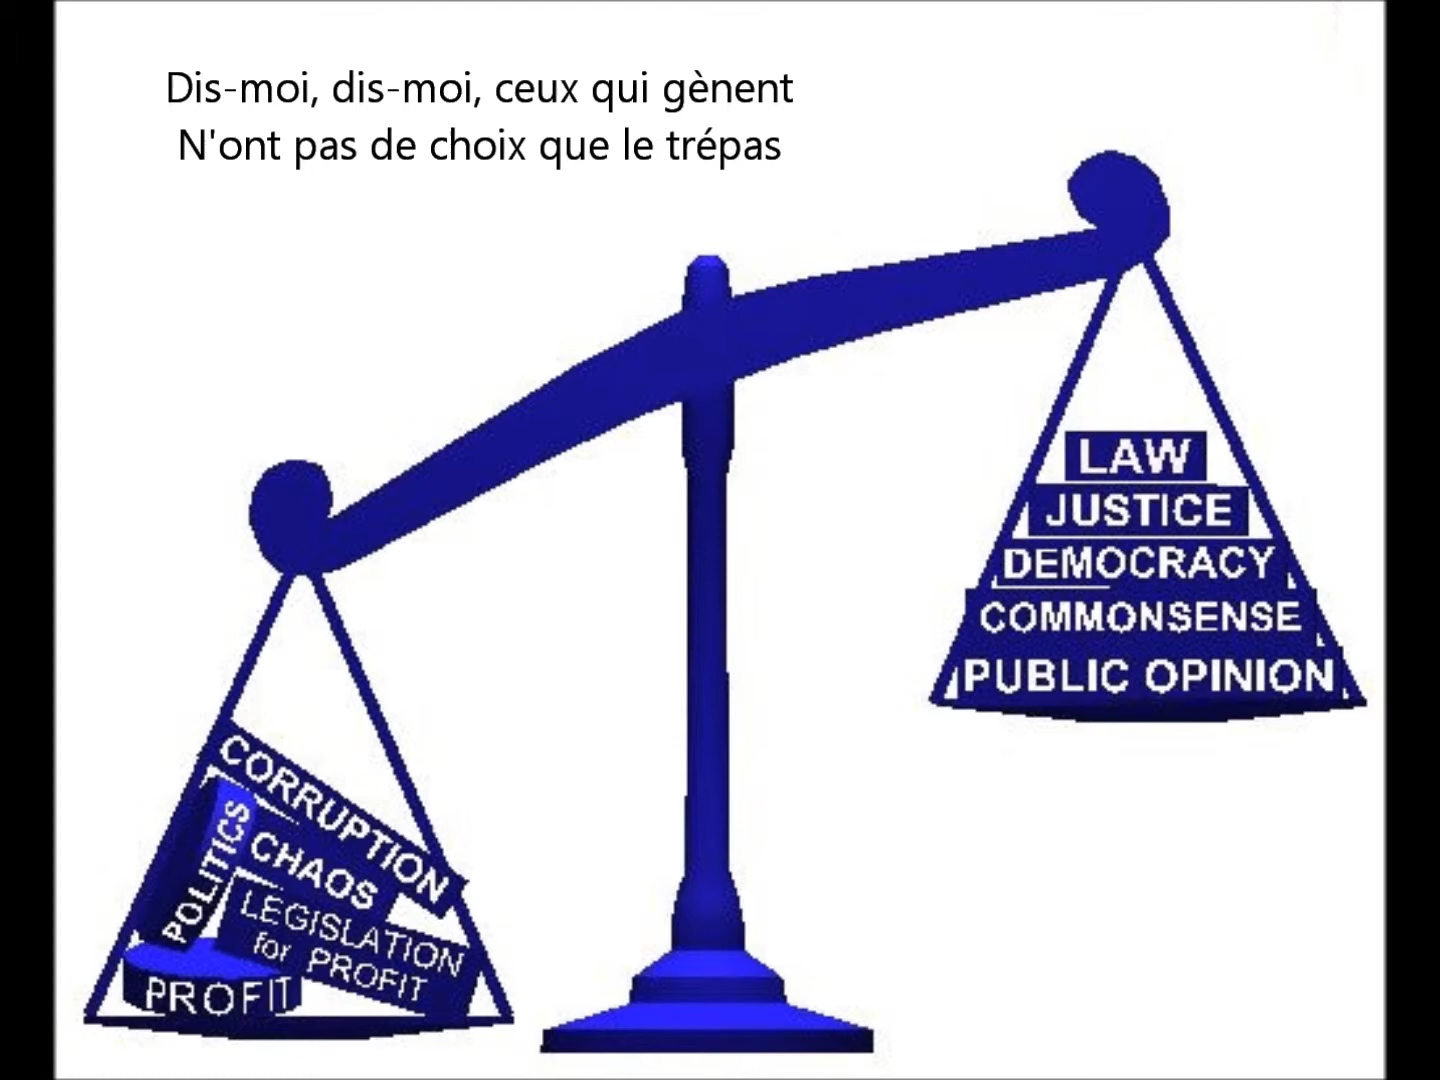 Dis-moi, dis-moi, ceux qui gènent
N'ont pas de choix que le trépas
LAW
JUSTICE
DEMOCRACY
COMMONSENSE
PUBLIC OPINION
CORRUPTION
POLITICS
CHAOS
LEGISLATION
for PROFIT
PROFIT